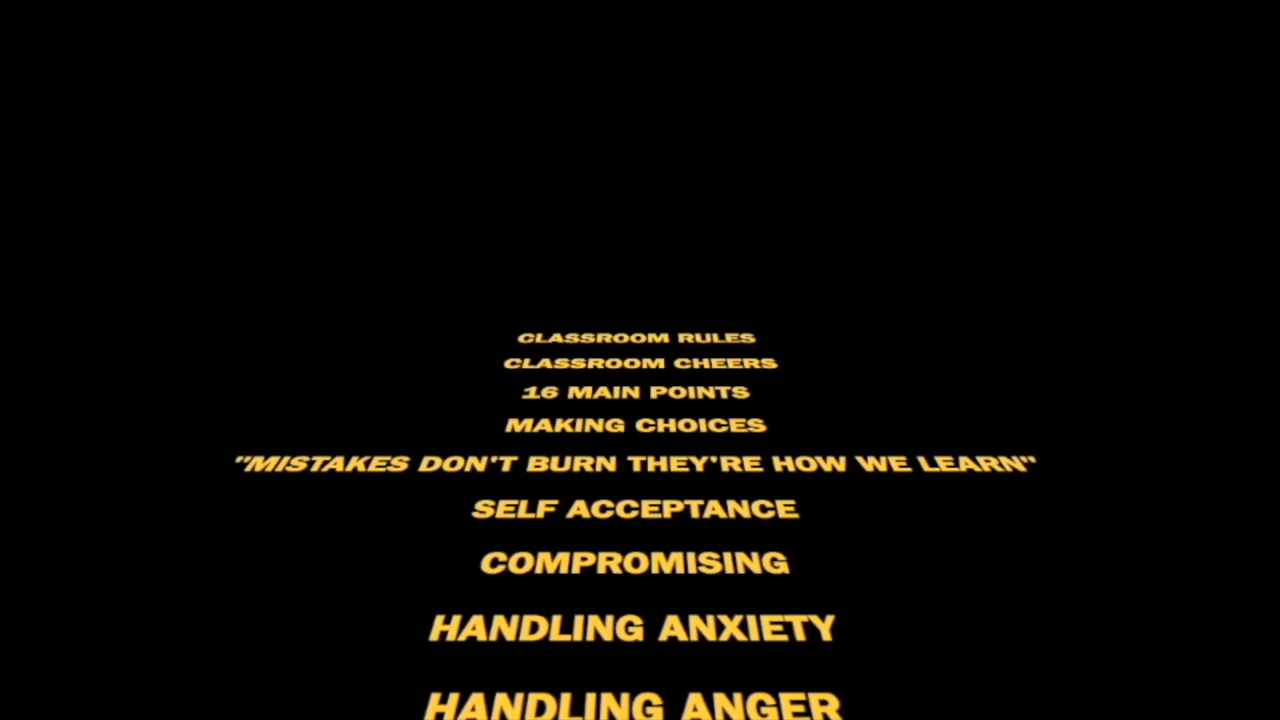 CLASSROOM RULES
CLASSROOM CHEERS
16 MAIN POINTS
MAKING CHOICES
"MISTAKES DON'T BURN THEY'RE HOW WE LEARN"
SELF ACCEPTANCE
COMPROMISING
HANDLING ANXIETY
HANDLING ANGER